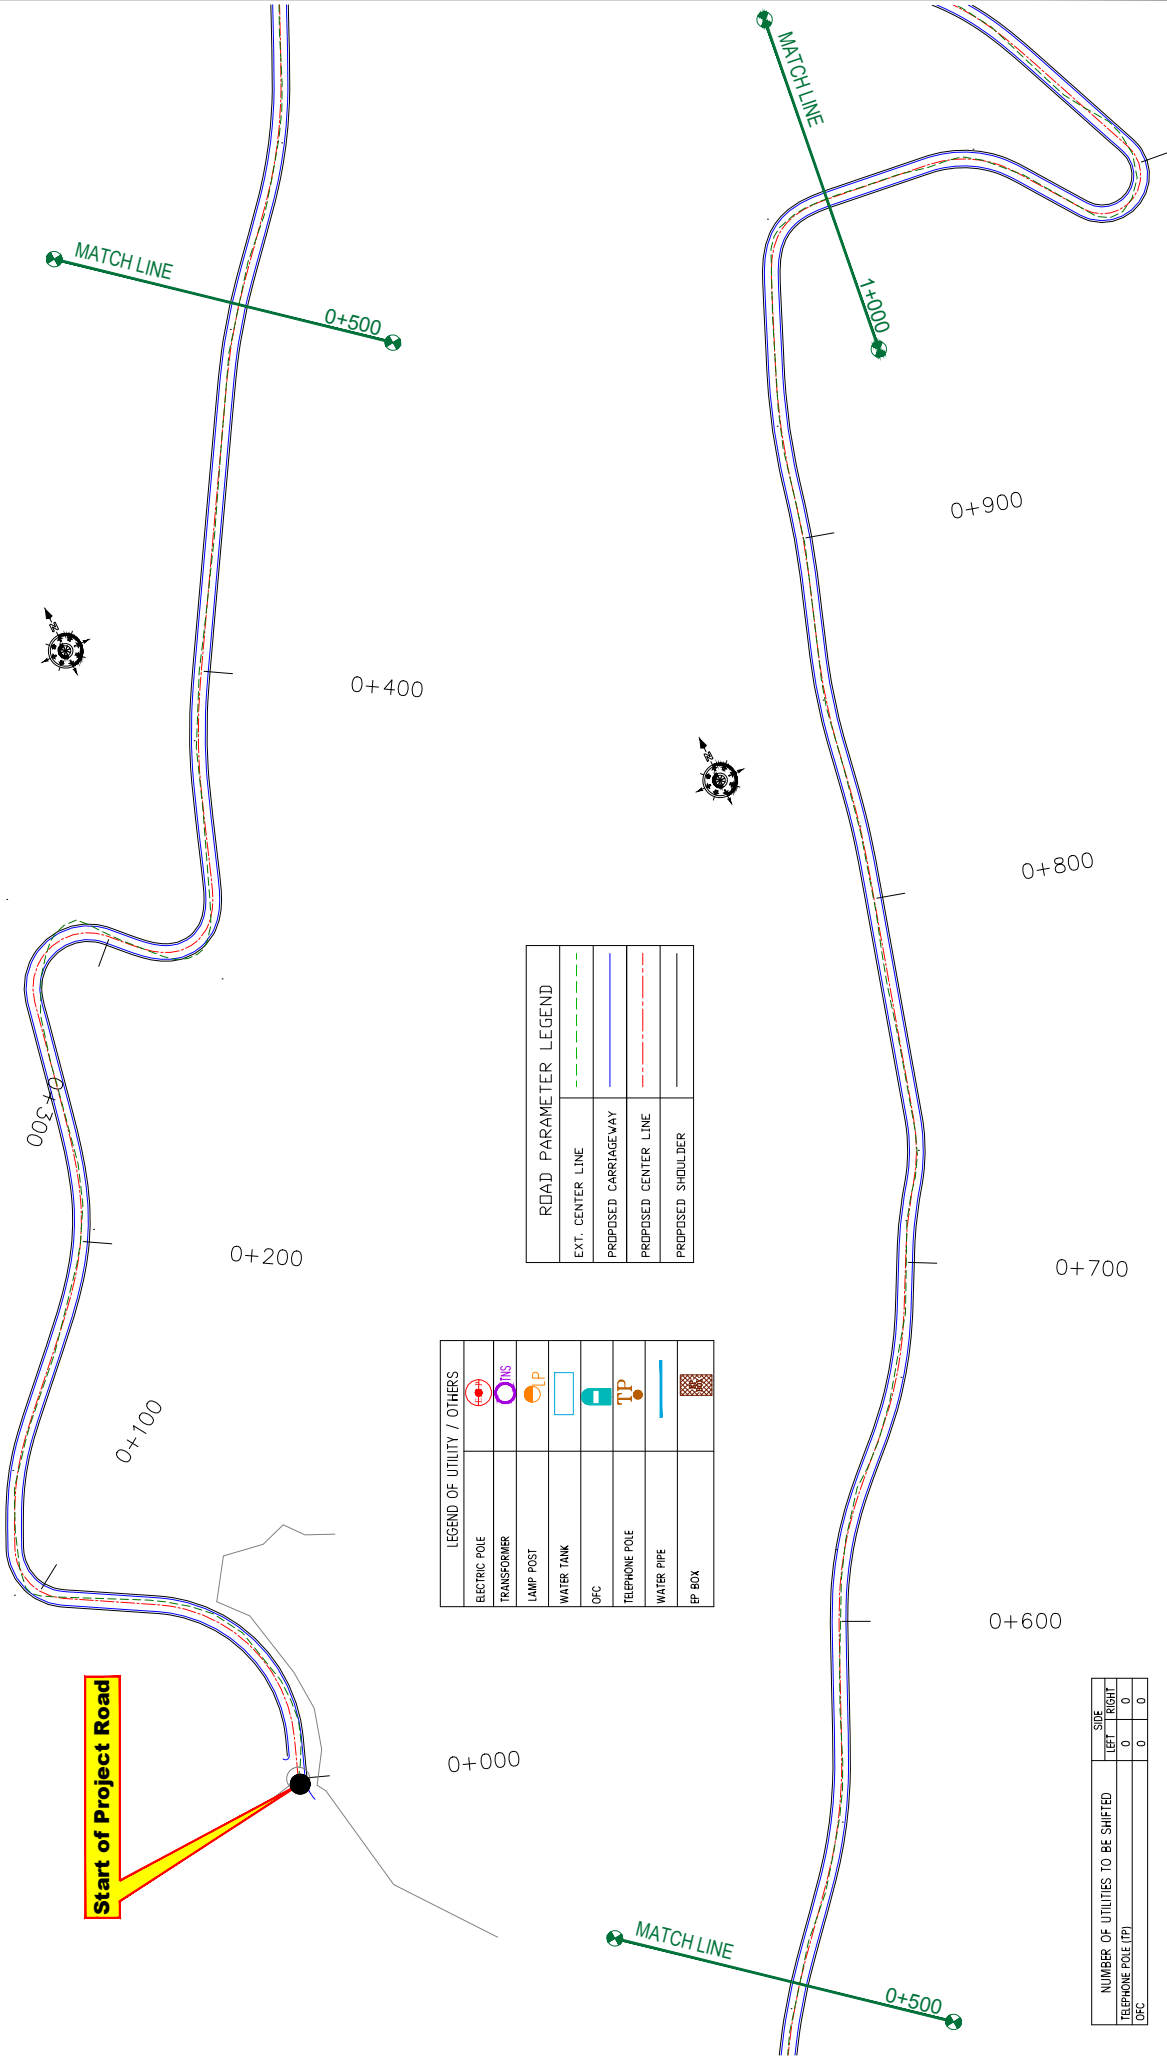 MATCH LINE
0+500
MATCH LINE
1+000
0+900
N
0+400
N
0+800
0+300
0+200
0+700
0+100
0+600
0+000
Start of Project Road
MATCH LINE
0+500
ROAD PARAMETER LEGEND
EXT. CENTER LINE
PROPOSED CARRIAGEWAY
PROPOSED CENTER LINE
PROPOSED SHOULDER
LEGEND OF UTILITY / OTHERS
ELECTRIC POLE
TRANSFORMER TNS
LAMP POST LP
WATER TANK
OFC
TELEPHONE POLE TP
WATER PIPE
EP BOX
NUMBER OF UTILITIES TO BE SHIFTED SIDE
LEFT RIGHT
TELEPHONE POLE (TP) 0 0
OFC 0 0